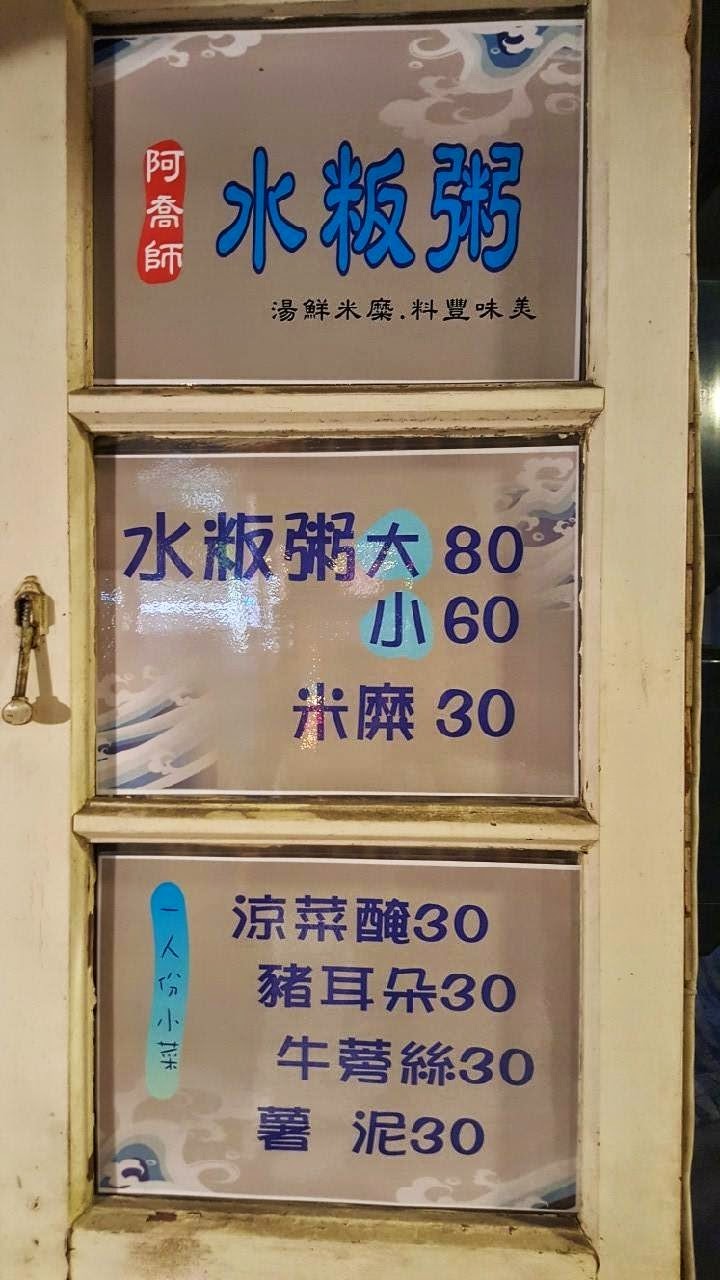 阿喬師
水粄粥
湯鮮米糜.料豐味美
水粄粥大 80
小 60
米糜 30
一人份小菜
涼菜醃30
豬耳朵30
牛蒡絲30
薯 泥30